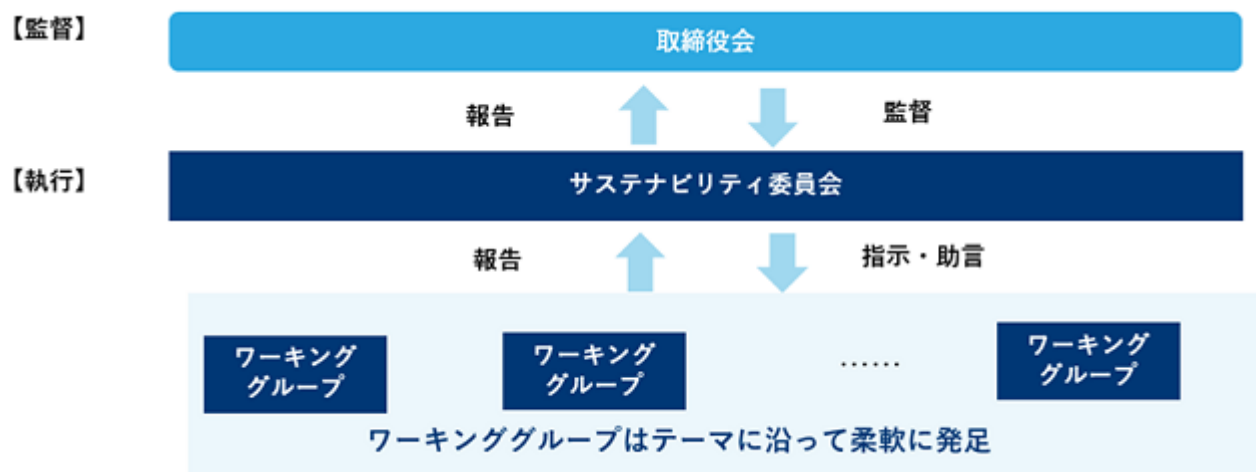 【監督】
取締役会
報告
監督
【執行】
サステナビリティ委員会
報告
指示・助言
ワーキング
グループ
ワーキング
グループ
……
ワーキング
グループ
ワーキンググループはテーマに沿って柔軟に発足